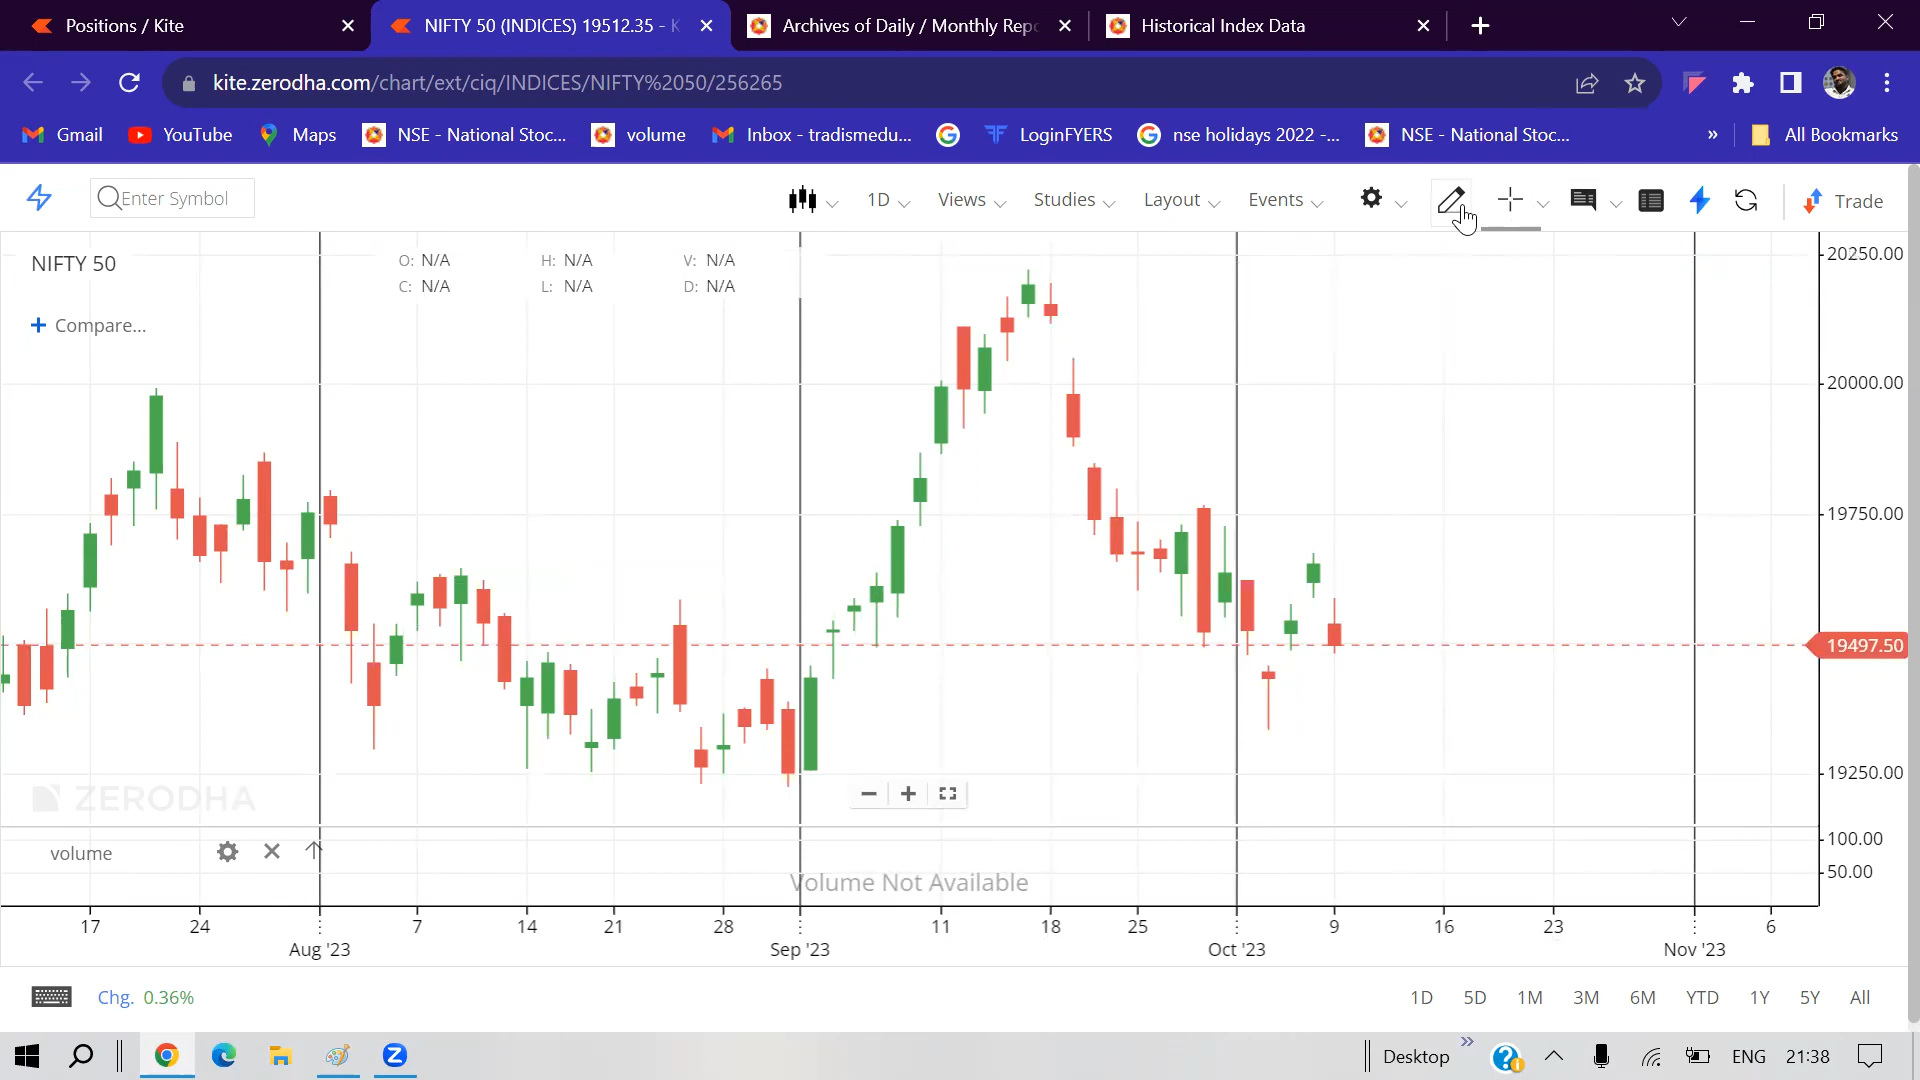 Positions / Kite
NIFTY 50 (INDICES) 19512.35 - K
Archives of Daily / Monthly Repo
Historical Index Data
kite.zerodha.com/chart/ext/ciq/INDICES/NIFTY%2050/256265
Gmail YouTube Maps NSE - National Stoc... volume Inbox - tradismedu... LoginFYERS nse holidays 2022 -... NSE - National Stoc... » All Bookmarks
Enter Symbol 1D Views Studies Layout Events Trade
NIFTY 50
O: N/A H: N/A V: N/A
C: N/A L: N/A D: N/A
+ Compare...
20250.00
20000.00
19750.00
19497.50
19250.00
ZERODHA
volume
100.00
50.00
Volume Not Available
17 24 7 14 21 28 11 18 25 9 16 23 6
Aug '23 Sep '23 Oct '23 Nov '23
Chg. 0.36% 1D 5D 1M 3M 6M YTD 1Y 5Y All
Desktop » ENG 21:38